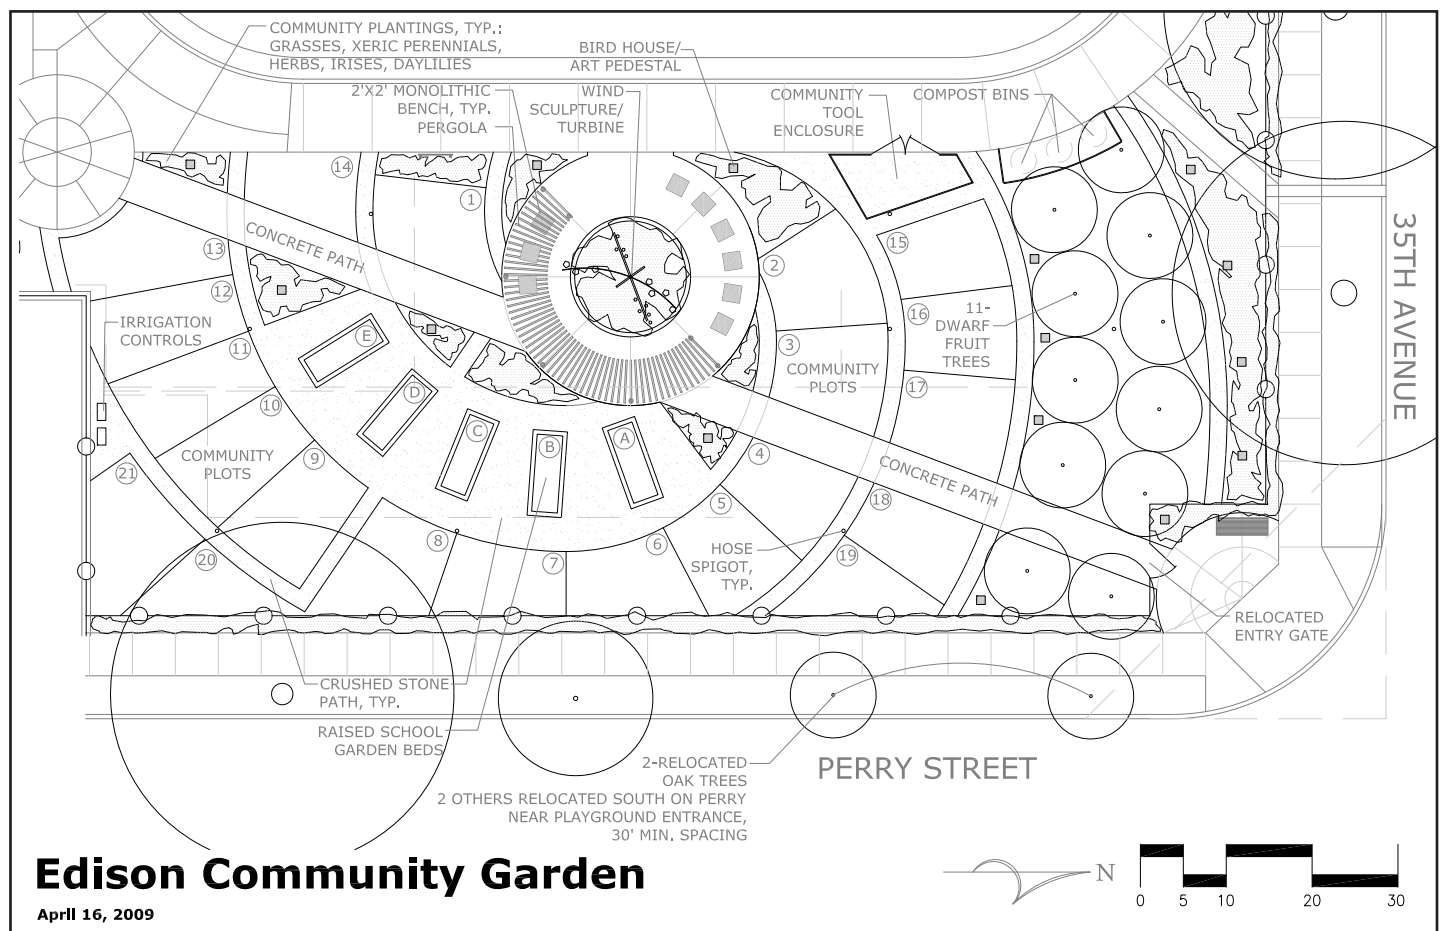 COMMUNITY PLANTINGS, TYP.:
GRASSES, XERIC PERENNIALS,
HERBS, IRISES, DAYLILIES
BIRD HOUSE/
ART PEDESTAL
2'X2' MONOLITHIC
BENCH, TYP.
PERGOLA
WIND
SCULPTURE/
TURBINE
COMMUNITY
TOOL
ENCLOSURE
COMPOST BINS
14
1
13
CONCRETE PATH
12
15
2
16
11-
DWARF
FRUIT
TREES
35TH AVENUE
IRRIGATION
CONTROLS
11
E
3
COMMUNITY
PLOTS
17
10
D
C
B
A
COMMUNITY
PLOTS
9
21
4
CONCRETE PATH
18
5
8
6
7
20
HOSE
SPIGOT,
TYP.
19
RELOCATED
ENTRY GATE
CRUSHED STONE
PATH, TYP.
RAISED SCHOOL
GARDEN BEDS
2-RELOCATED
OAK TREES
2 OTHERS RELOCATED SOUTH ON PERRY
NEAR PLAYGROUND ENTRANCE,
30' MIN. SPACING
PERRY STREET
Edison Community Garden
April 16, 2009
N
0 5 10 20 30